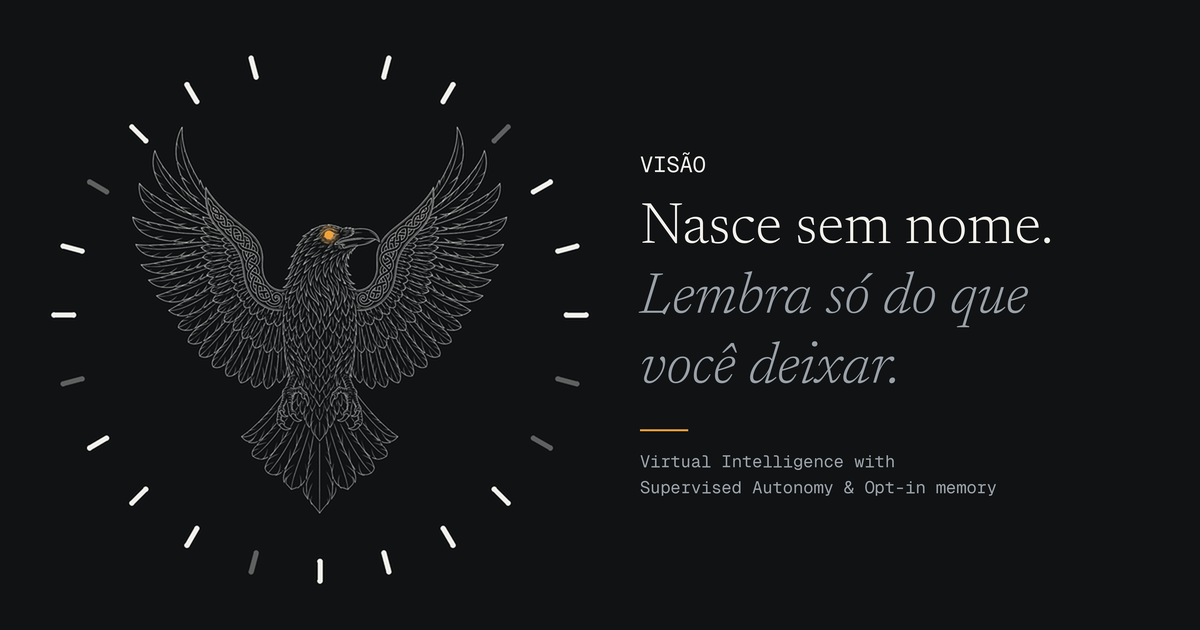 VISÃO
Nasce sem nome.
Lembra só do que
você deixar.
Virtual Intelligence with
Supervised Autonomy & Opt-in memory